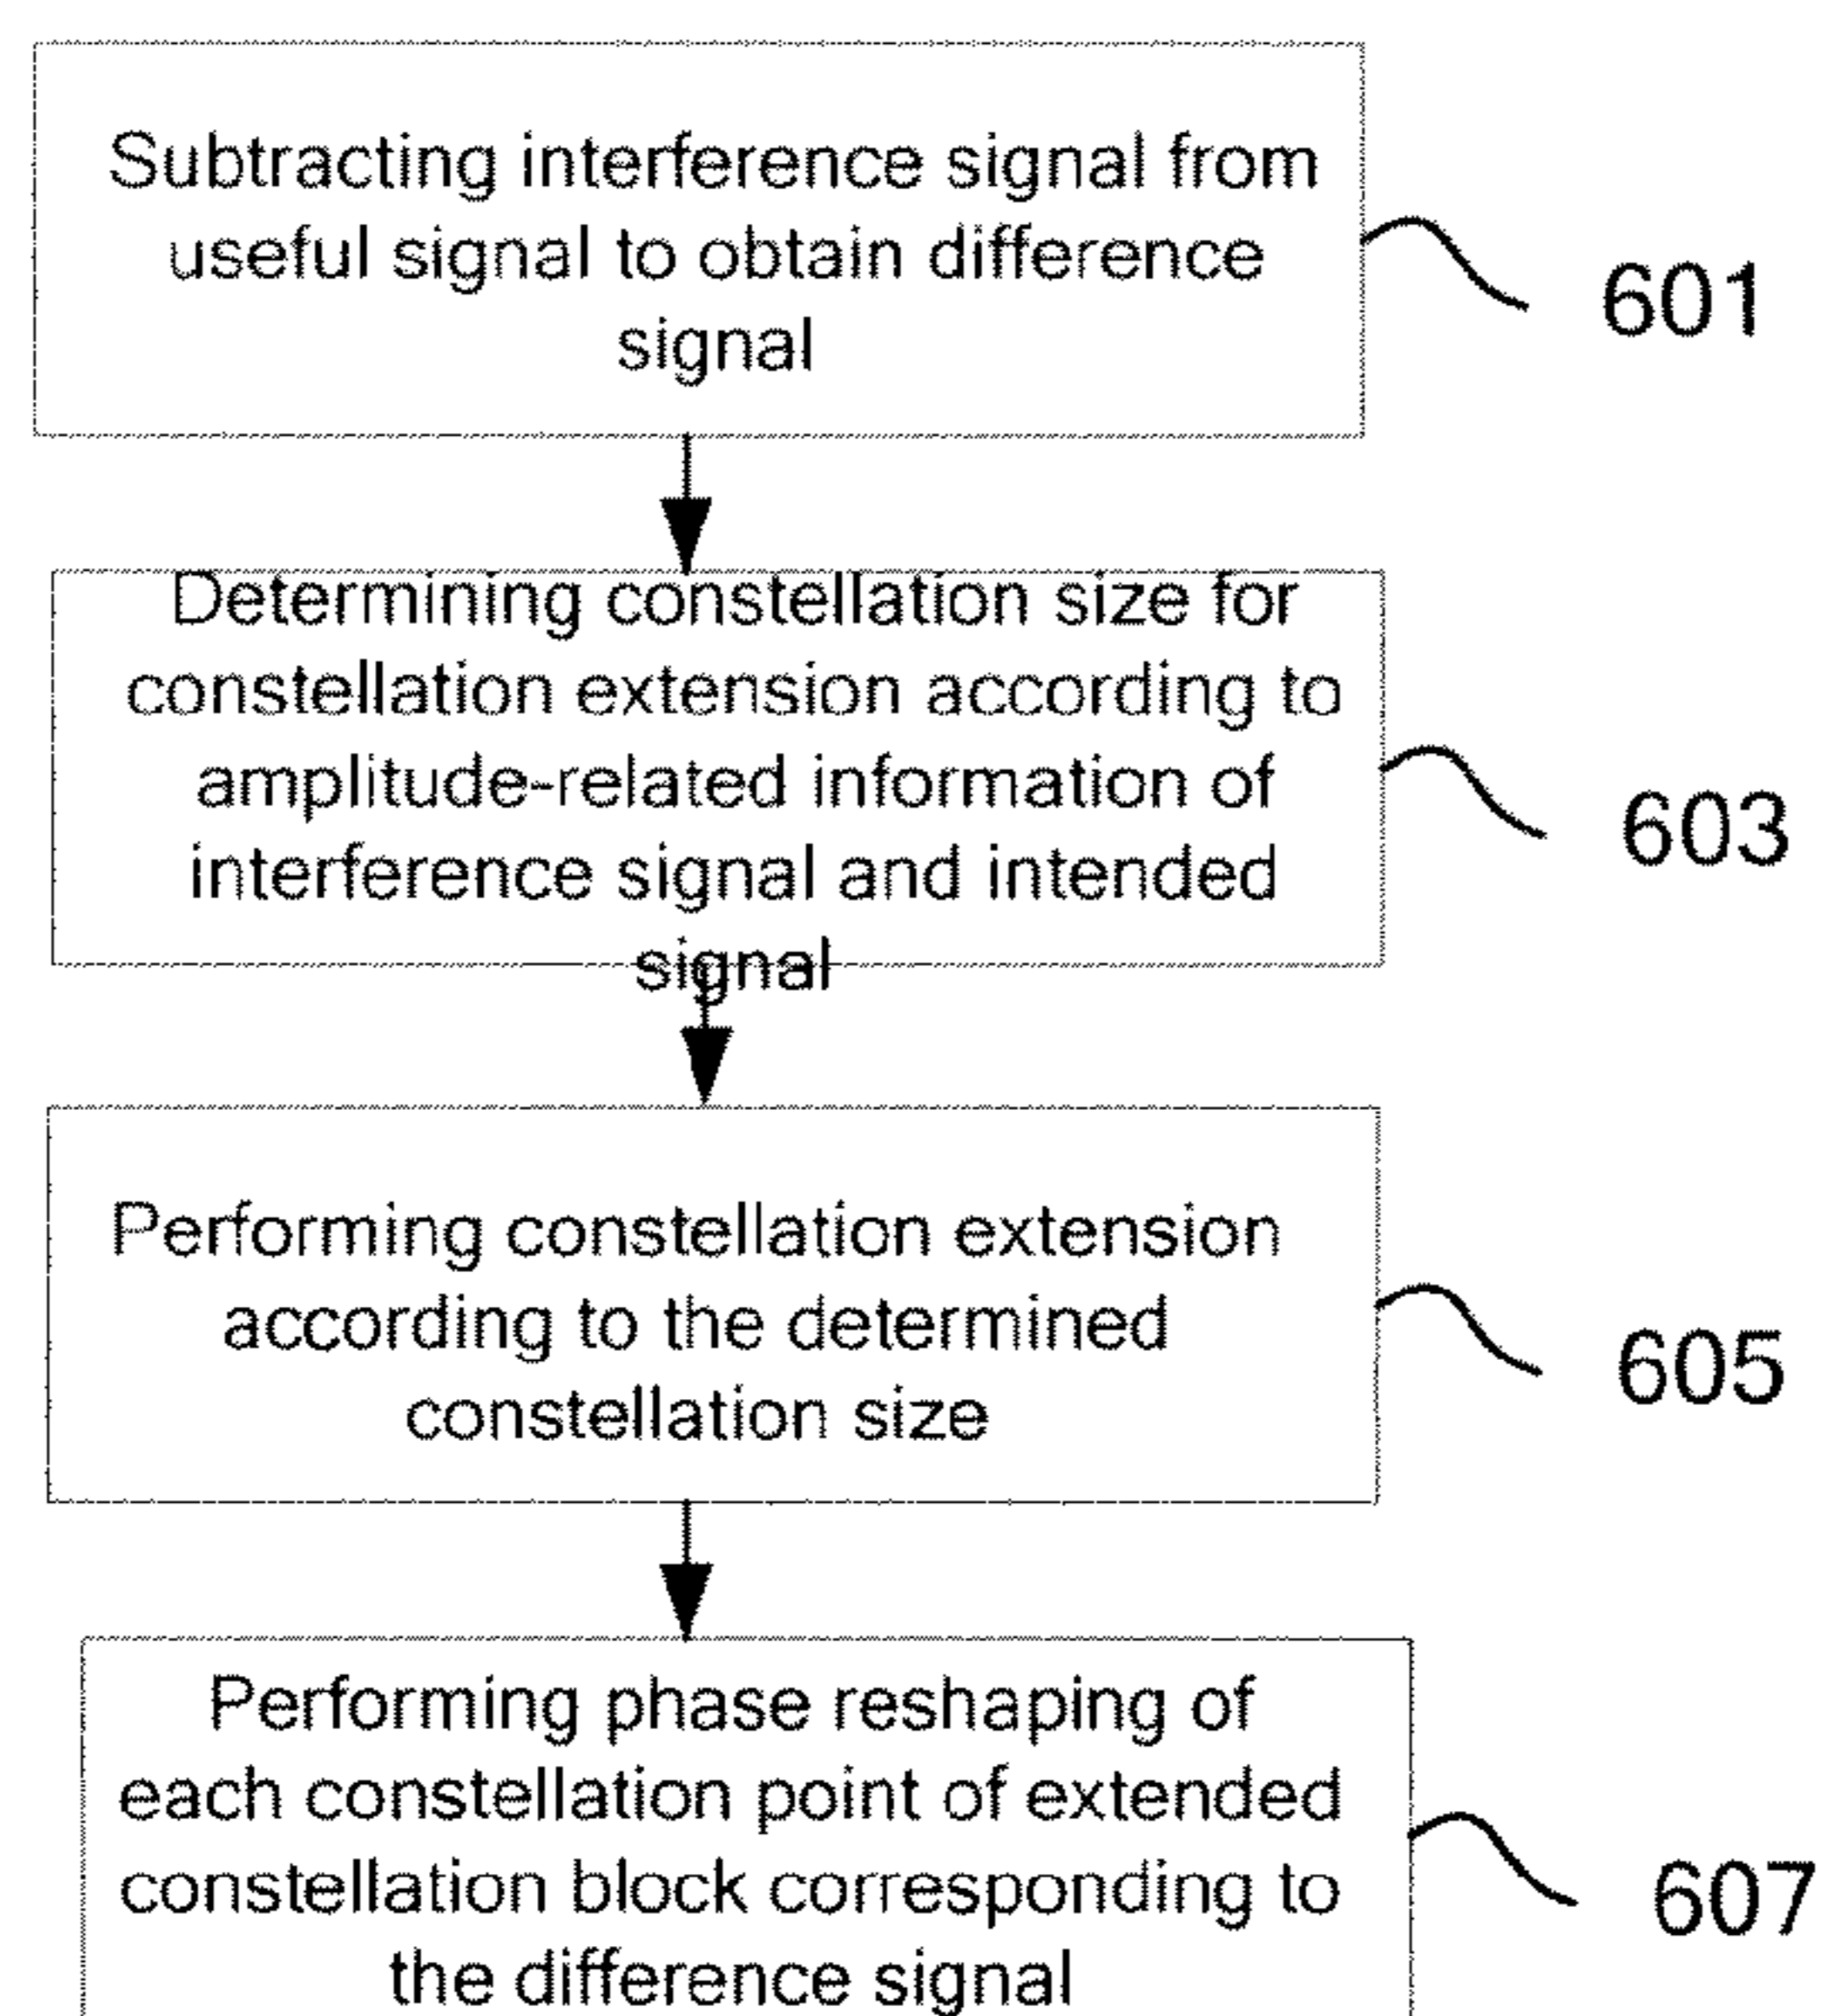 Subtracting interference signal from
useful signal to obtain difference
signal
601
Determining constellation size for
constellation extension according to
amplitude-related information of
interference signal and intended
signal
603
Performing constellation extension
according to the determined
constellation size
605
Performing phase reshaping of
each constellation point of extended
constellation block corresponding to
the difference signal
607